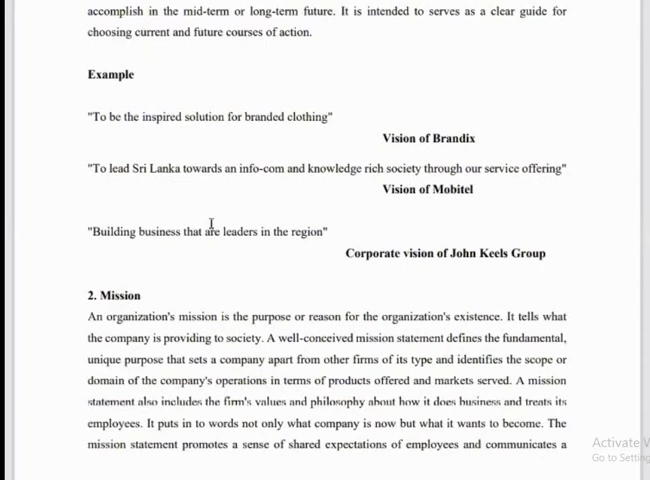 accomplish in the mid-term or long-term future. It is intended to serves as a clear guide for
choosing current and future courses of action.
Example
"To be the inspired solution for branded clothing"
Vision of Brandix
"To lead Sri Lanka towards an info-com and knowledge rich society through our service offering"
Vision of Mobitel
"Building business that are leaders in the region"
Corporate vision of John Keels Group
2. Mission
An organization's mission is the purpose or reason for the organization's existence. It tells what
the company is providing to society. A well-conceived mission statement defines the fundamental,
unique purpose that sets a company apart from other firms of its type and identifies the scope or
domain of the company's operations in terms of products offered and markets served. A mission
statement also includes the firm's values and philosophy about how it does business and treats its
employees. It puts in to words not only what company is now but what it wants to become. The
mission statement promotes a sense of shared expectations of employees and communicates a
Activate
Go to Setting